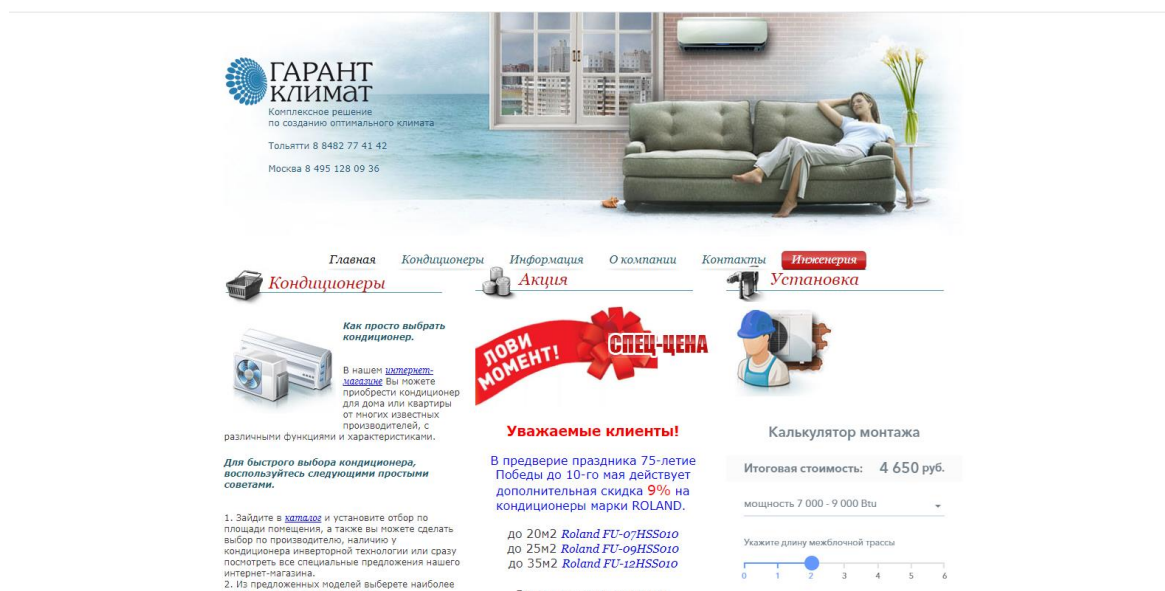 ГАРАНТ
КЛИМАТ
Комплексное решение
по созданию оптимального климата
Тольятти 8 8482 77 41 42
Москва 8 495 128 09 36
Главная Кондиционеры Информация О компании Контакты Инженерия
Кондиционеры
Как просто выбрать
кондиционер.
В нашем интернет-
магазине Вы можете
приобрести кондиционер
для дома или квартиры
от многих известных
производителей, с
различными функциями и характеристиками.
Для быстрого выбора кондиционера,
воспользуйтесь следующими простыми
советами.
1. Зайдите в каталог и установите отбор по
площади помещения, а также вы можете сделать
выбор по производителю, наличию у
кондиционера инверторной технологии или сразу
посмотреть все специальные предложения нашего
интернет-магазина.
2. Из предложенных моделей выберете наиболее
Акция
ЛОВИ
МОМЕНТ!
СПЕЦ-ЦЕНА
Уважаемые клиенты!
В предверие праздника 75-летие
Победы до 10-го мая действует
дополнительная скидка 9% на
кондиционеры марки ROLAND.
до 20м2 Roland FU-07HSS010
до 25м2 Roland FU-09HSS010
до 35м2 Roland FU-12HSS010
Установка
Калькулятор монтажа
Итоговая стоимость: 4 650 руб.
мощность 7 000 - 9 000 Btu
Укажите длину межблочной трассы
0 1 2 3 4 5 6